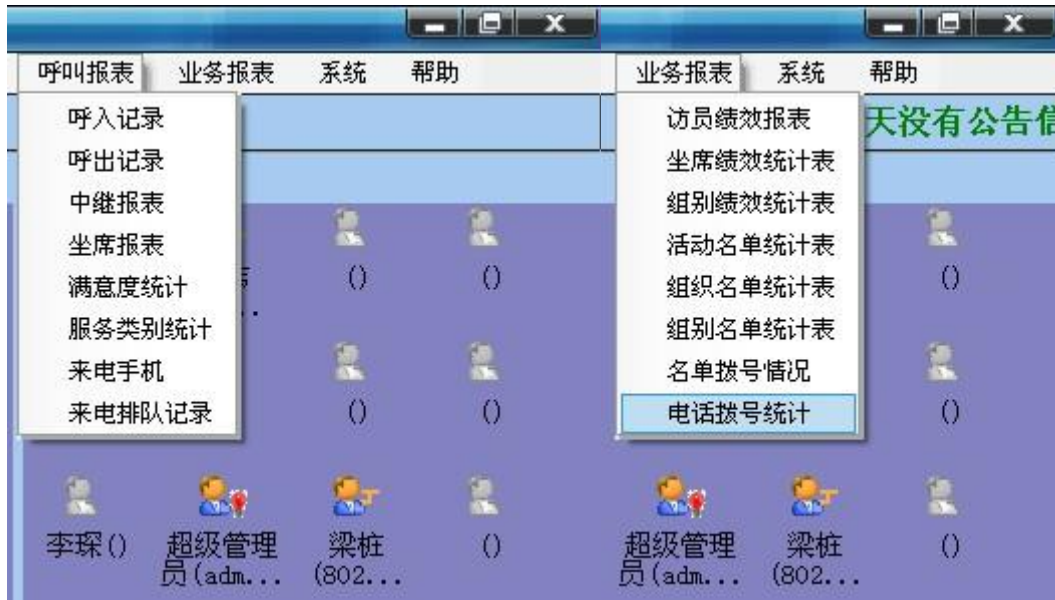 呼叫报表 业务报表 系统 帮助
呼入记录
呼出记录
中继报表
坐席报表
满意度统计
服务类别统计
来电手机
来电排队记录
() ()
() ()
李琛() 超级管理员(adm... 梁桩(802... ()
业务报表 系统 帮助
天没有公告信
访员绩效报表
坐席绩效统计表
组别绩效统计表
活动名单统计表
组织名单统计表
组别名单统计表
名单拨号情况
电话拨号统计
()
()
超级管理员(adm... 梁桩(802... ()